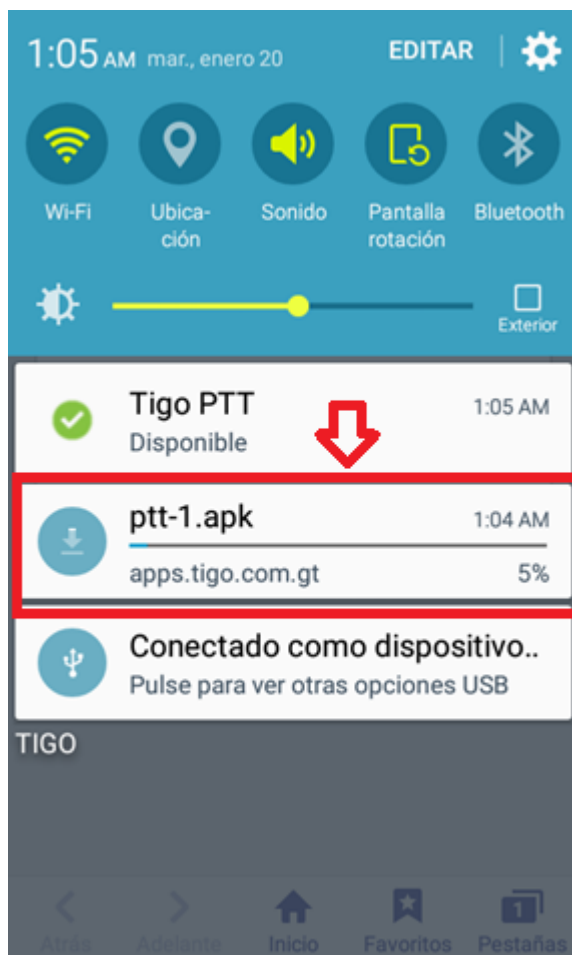 1:05 AM mar., enero 20 EDITAR
Wi-Fi Ubica- Sonido Pantalla Bluetooth
ción rotación
Exterior
Tigo PTT 1:05 AM
Disponible
ptt-1.apk 1:04 AM
apps.tigo.com.gt 5%
Conectado como dispositivo..
Pulse para ver otras opciones USB
TIGO
1
Atrás Adelante Inicio Favoritos Pestañas